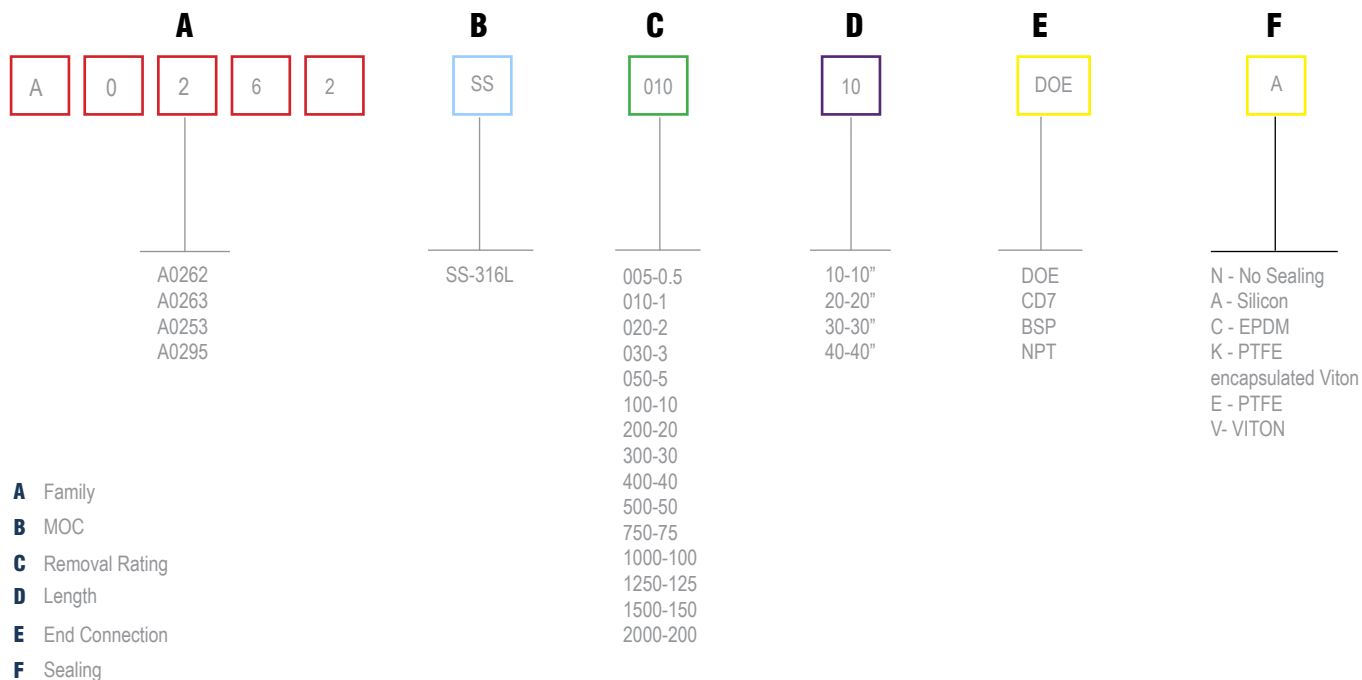 A B C D E F
A 0 2 6 2 SS 010 10 DOE A
A0262
A0263
A0253
A0295
SS-316L
005-0.5
010-1
020-2
030-3
050-5
100-10
200-20
300-30
400-40
500-50
750-75
1000-100
1250-125
1500-150
2000-200
10-10”
20-20”
30-30”
40-40”
DOE
CD7
BSP
NPT
N - No Sealing
A - Silicon
C - EPDM
K - PTFE
encapsulated Viton
E - PTFE
V- VITON
A Family
B MOC
C Removal Rating
D Length
E End Connection
F Sealing